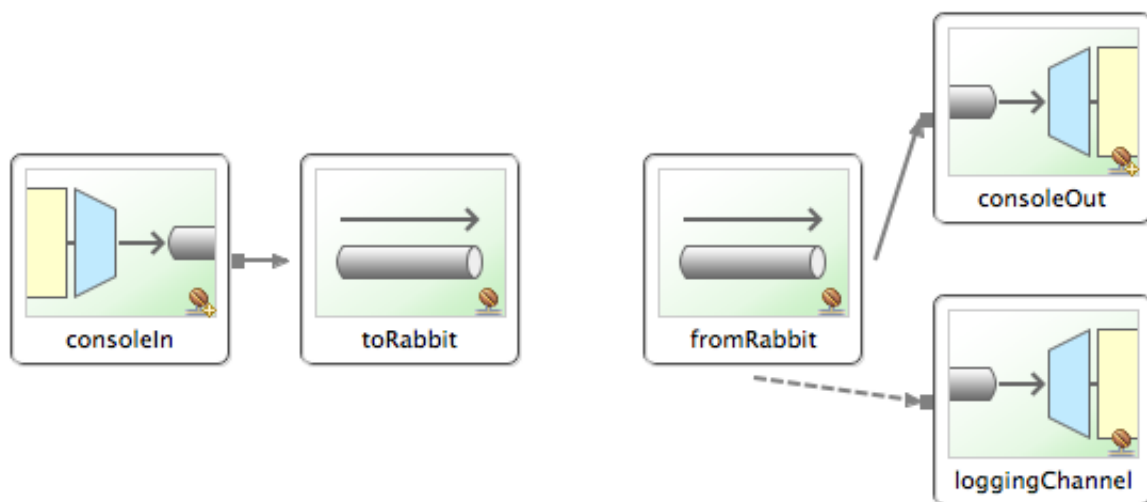 consoleIn
toRabbit
fromRabbit
consoleOut
loggingChannel